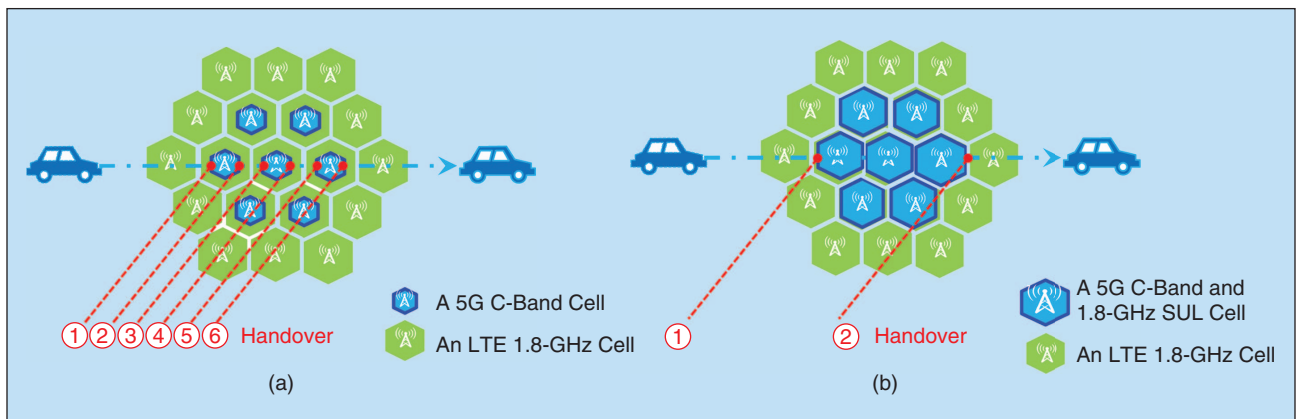 A 5G C-Band Cell
An LTE 1.8-GHz Cell
1 2 3 4 5 6 Handover
(a)
A 5G C-Band and
1.8-GHz SUL Cell
An LTE 1.8-GHz Cell
1 2 Handover
(b)